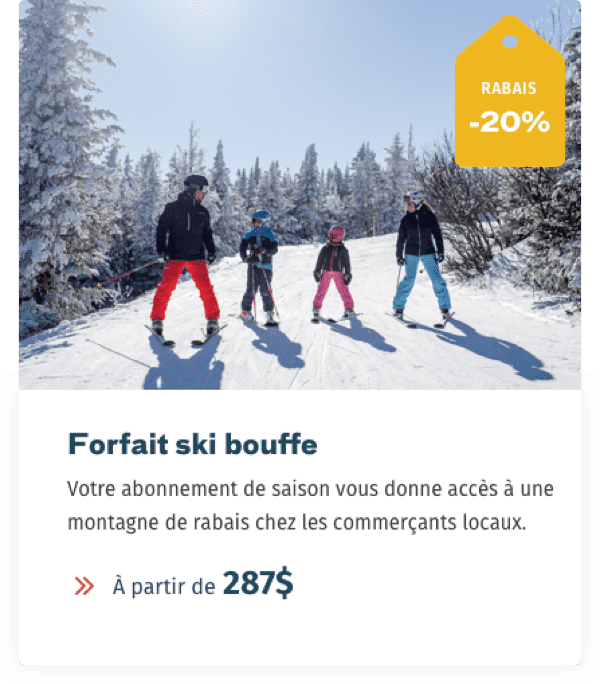 RABAIS
-20%
Forfait ski bouffe
Votre abonnement de saison vous donne accès à une
montagne de rabais chez les commerçants locaux.
À partir de 287$